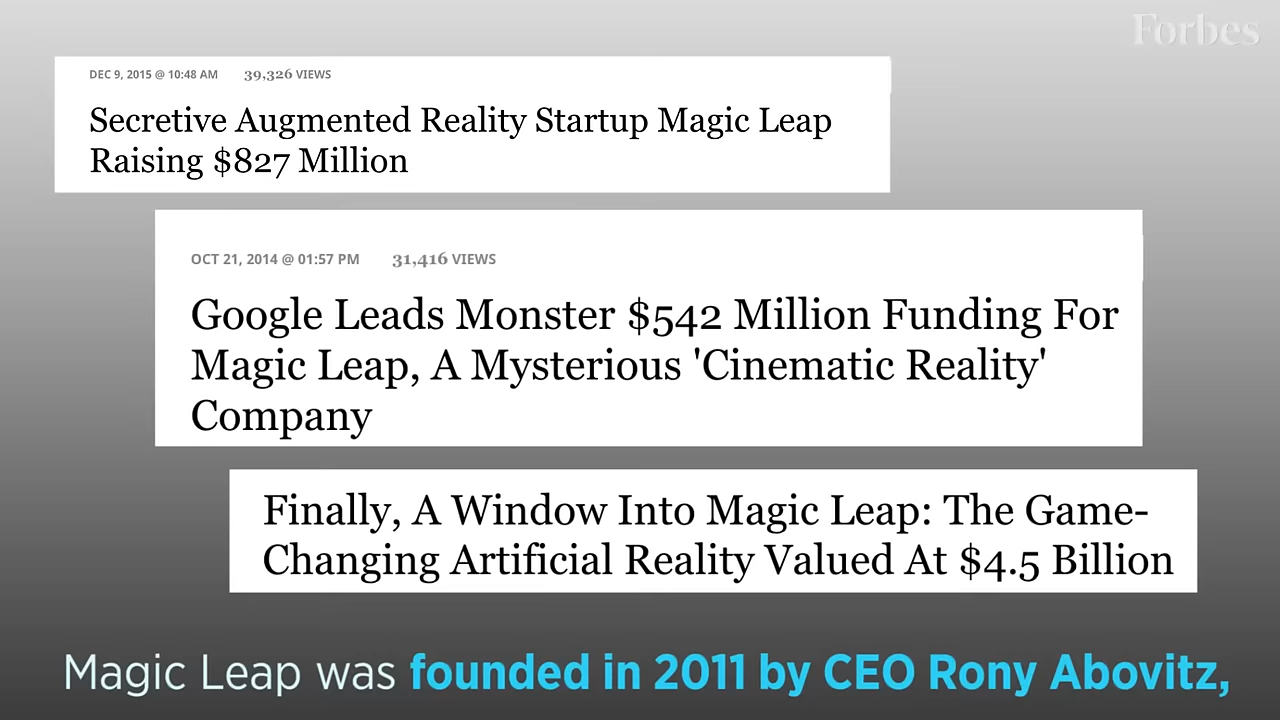 Forbes
DEC 9, 2015 @ 10:48 AM 39,326 VIEWS
Secretive Augmented Reality Startup Magic Leap
Raising $827 Million
OCT 21, 2014 @ 01:57 PM 31,416 VIEWS
Google Leads Monster $542 Million Funding For
Magic Leap, A Mysterious 'Cinematic Reality'
Company
Finally, A Window Into Magic Leap: The Game-
Changing Artificial Reality Valued At $4.5 Billion
Magic Leap was founded in 2011 by CEO Rony Abovitz,